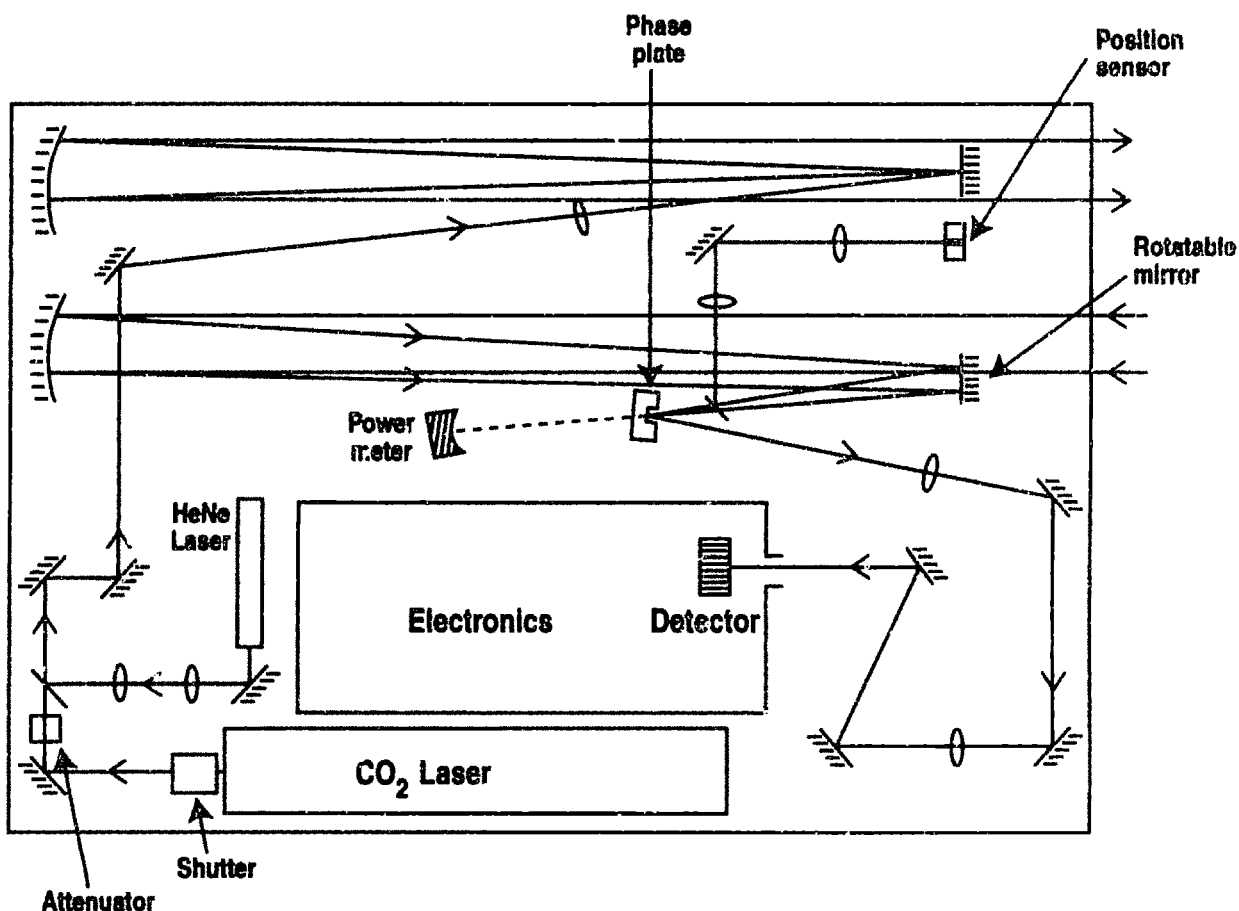 Phase
plate
Position
sensor
Rotatable
mirror
Power
meter
HeNe
Laser
Electronics
Detector
CO₂ Laser
Shutter
Attenuator